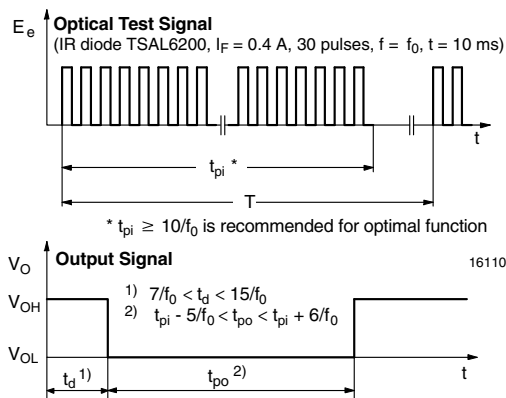 E_e Optical Test Signal
(IR diode TSAL6200, I_F = 0.4 A, 30 pulses, f = f_0, t = 10 ms)
t
t_pi *
T
* t_pi ≥ 10/f_0 is recommended for optimal function
V_O Output Signal 16110
V_OH 1) 7/f_0 < t_d < 15/f_0
2) t_pi - 5/f_0 < t_po < t_pi + 6/f_0
V_OL
t_d 1) t_po 2) t